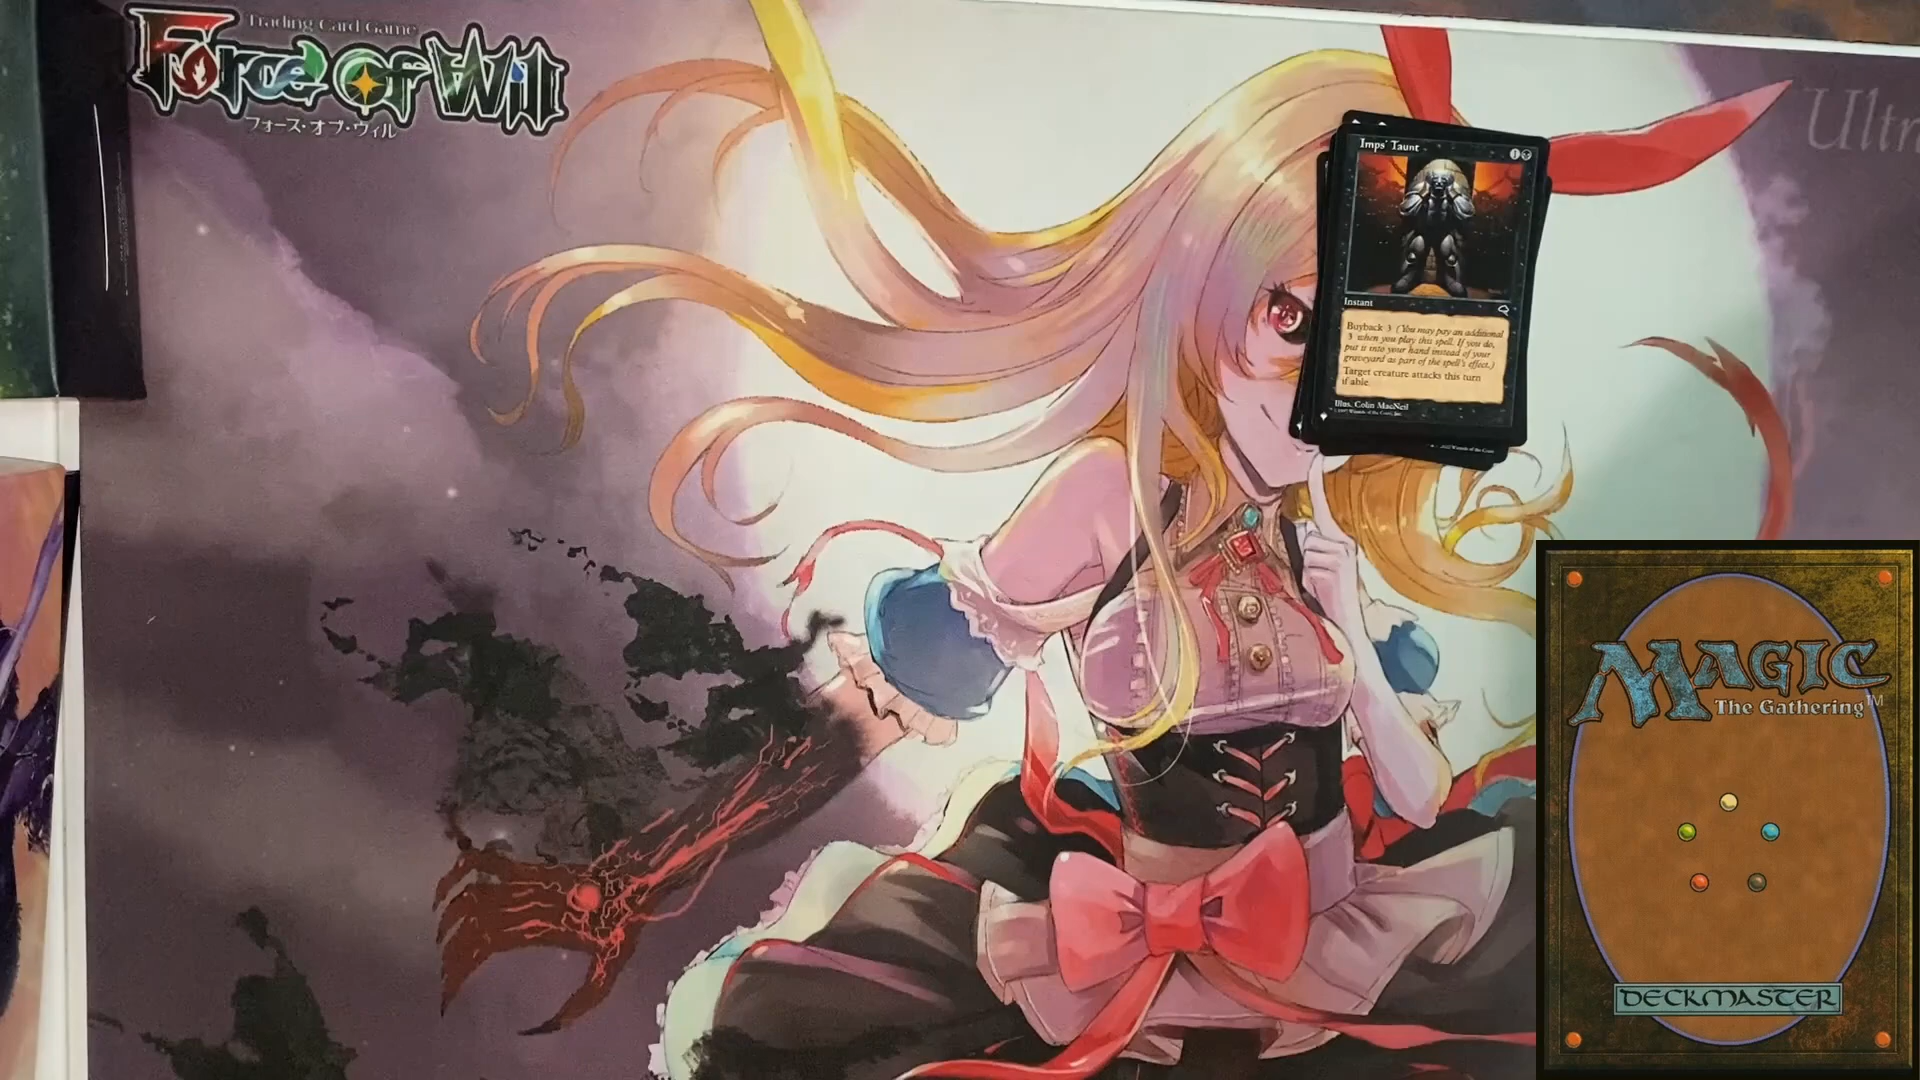 Trading Card Game
Force Of Will
フォース・オブ・ウィル
Ultr
Imps' Taunt
1
Instant
Buyback 3 (You may pay an additional
3 when you play this spell. If you do,
put it into your hand instead of your
graveyard as part of the spell's effect.)
Target creature attacks this turn
if able.
Illus. Colin MacNeil
MAGIC
The Gathering™
DECKMASTER